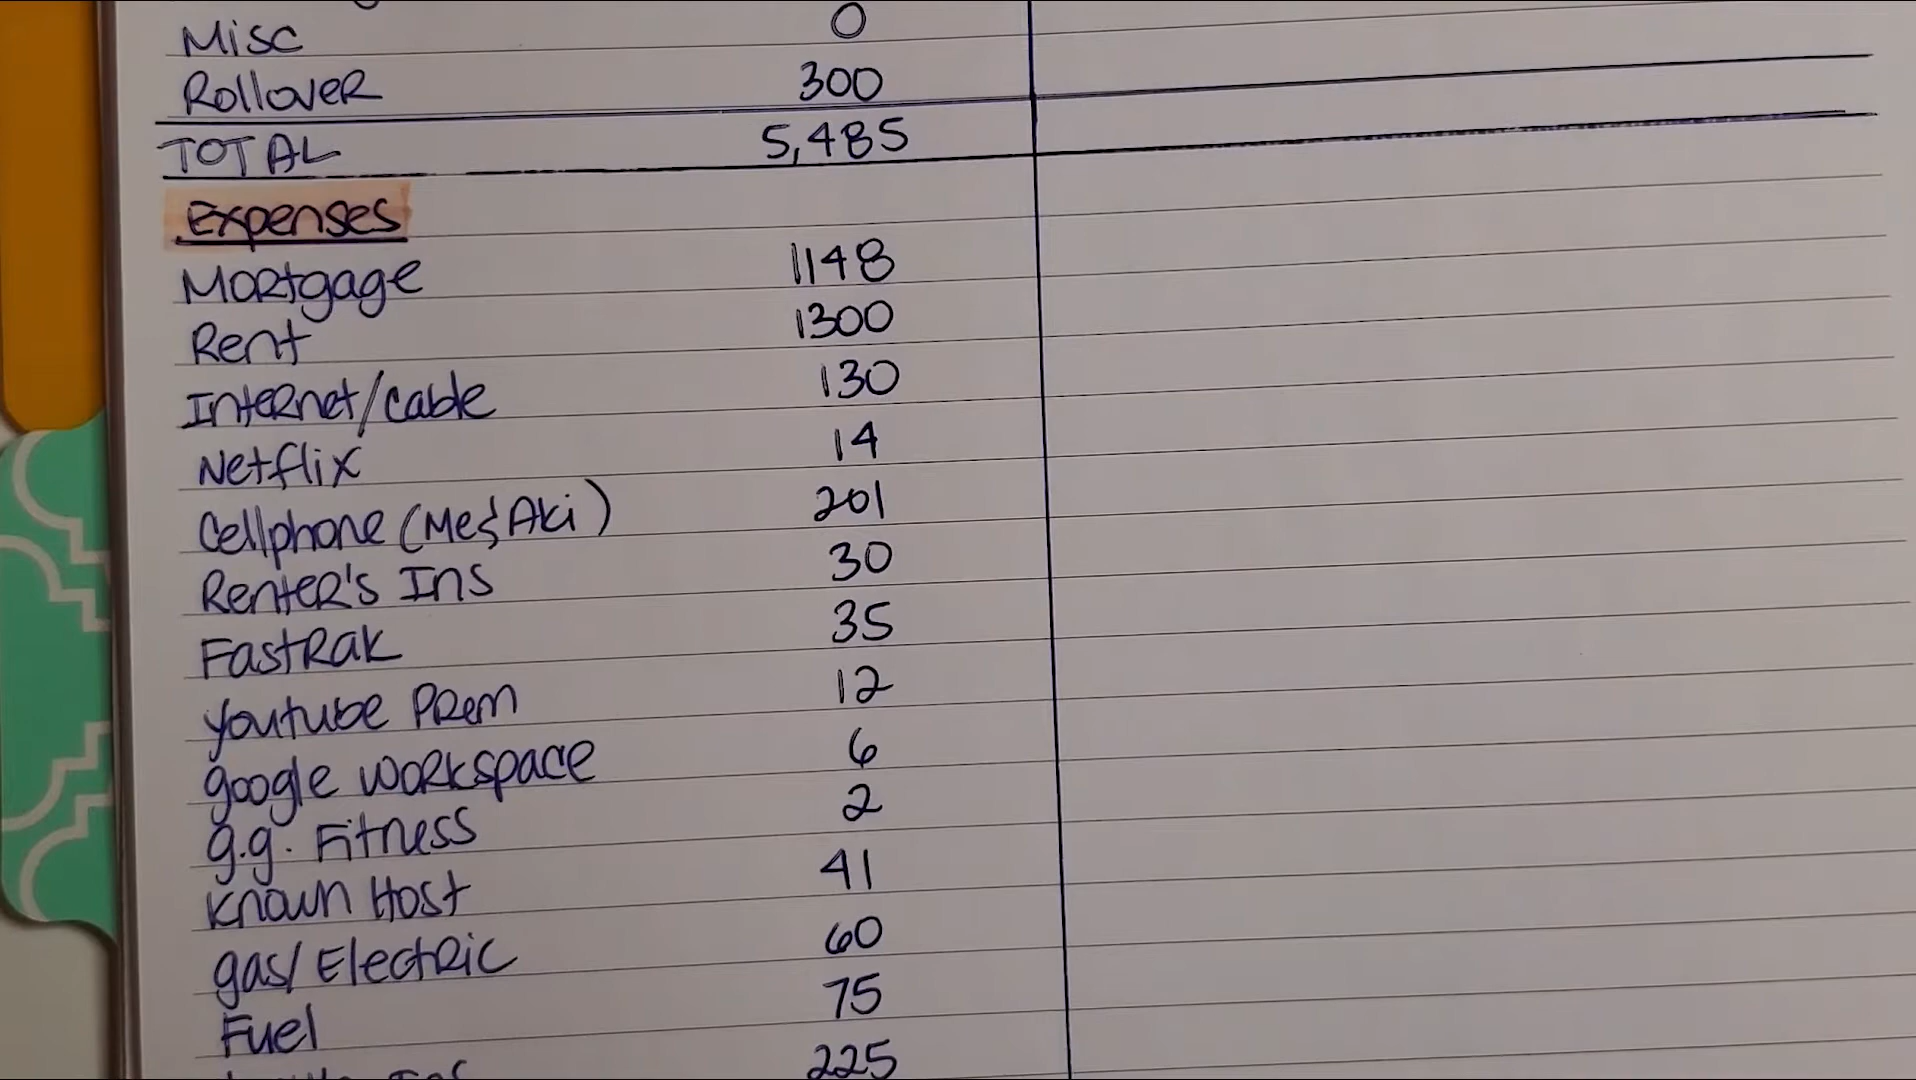 Misc 0
Rollover 300
TOTAL 5,485
Expenses
Mortgage 1148
Rent 1300
Internet/cable 130
Netflix 14
Cellphone (Me & Aki) 201
Renter's Ins 30
Fastrak 35
Youtube Prem 12
google workspace 6
g.g. Fitness 2
Known Host 41
gas/Electric 60
Fuel 75
Ins 225